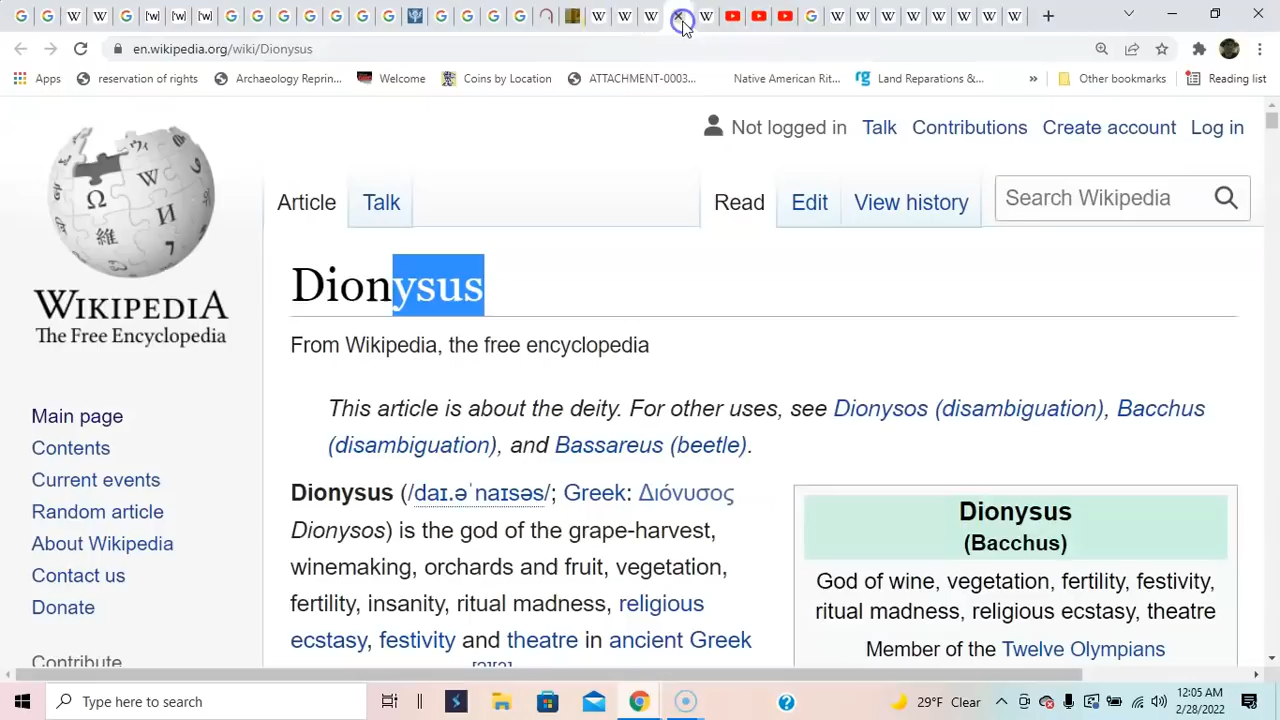 en.wikipedia.org/wiki/Dionysus
Apps reservation of rights Archaeology Reprin... Welcome Coins by Location ATTACHMENT-0003... Native American Rit... Land Reparations &... » Other bookmarks Reading list
Not logged in Talk Contributions Create account Log in
Article Talk Read Edit View history Search Wikipedia
WIKIPEDIA
The Free Encyclopedia
Main page
Contents
Current events
Random article
About Wikipedia
Contact us
Donate
Contribute
Dionysus
From Wikipedia, the free encyclopedia
This article is about the deity. For other uses, see Dionysos (disambiguation), Bacchus
(disambiguation), and Bassareus (beetle).
Dionysus (/daɪ.əˈnaɪsəs/; Greek: Διόνυσος
Dionysos) is the god of the grape-harvest,
winemaking, orchards and fruit, vegetation,
fertility, insanity, ritual madness, religious
ecstasy, festivity and theatre in ancient Greek
[2][3]
Dionysus
(Bacchus)
God of wine, vegetation, fertility, festivity,
ritual madness, religious ecstasy, theatre
Member of the Twelve Olympians
Type here to search
29°F Clear
12:05 AM
2/28/2022